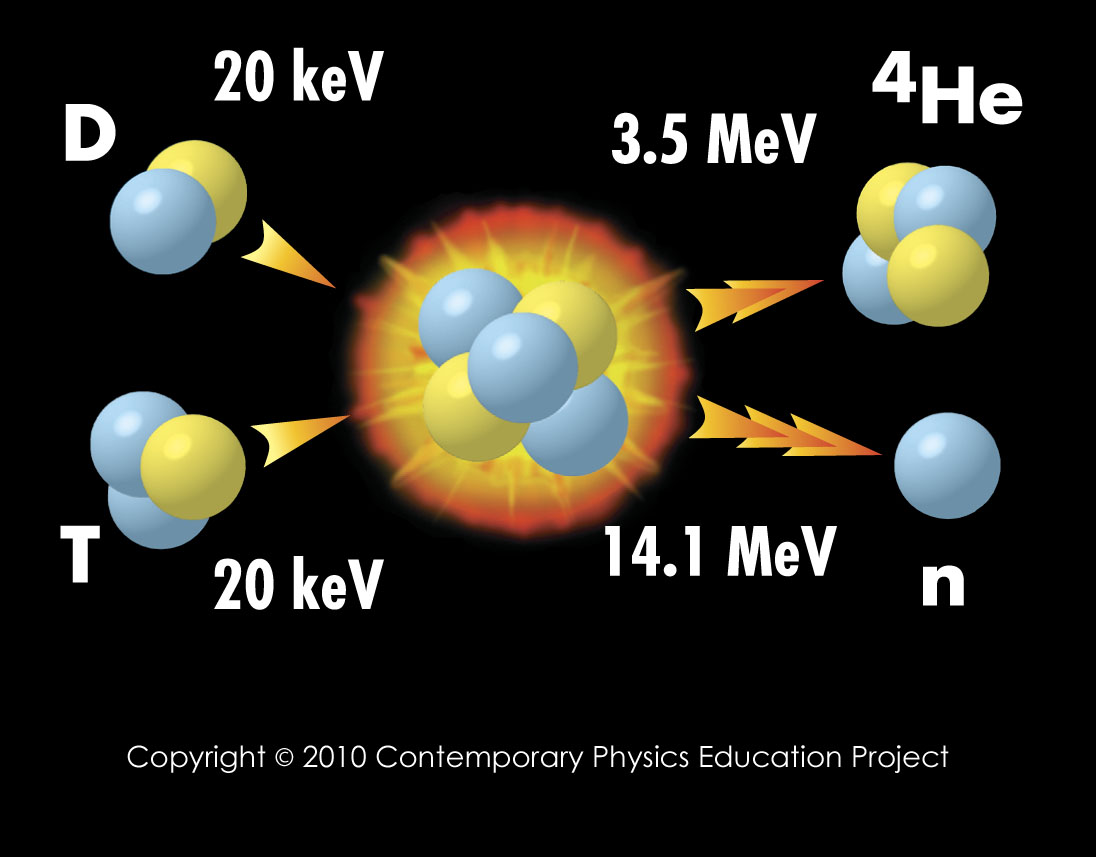 D
20 keV
3.5 MeV
⁴He
T
20 keV
14.1 MeV
n
Copyright © 2010 Contemporary Physics Education Project